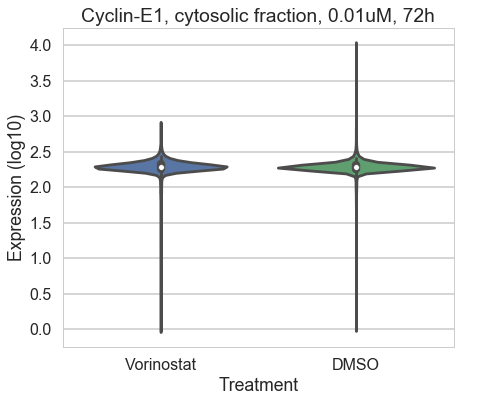 Cyclin-E1, cytosolic fraction, 0.01uM, 72h
4.0
3.5
3.0
2.5
2.0
1.5
1.0
0.5
0.0
Expression (log10)
Vorinostat DMSO
Treatment